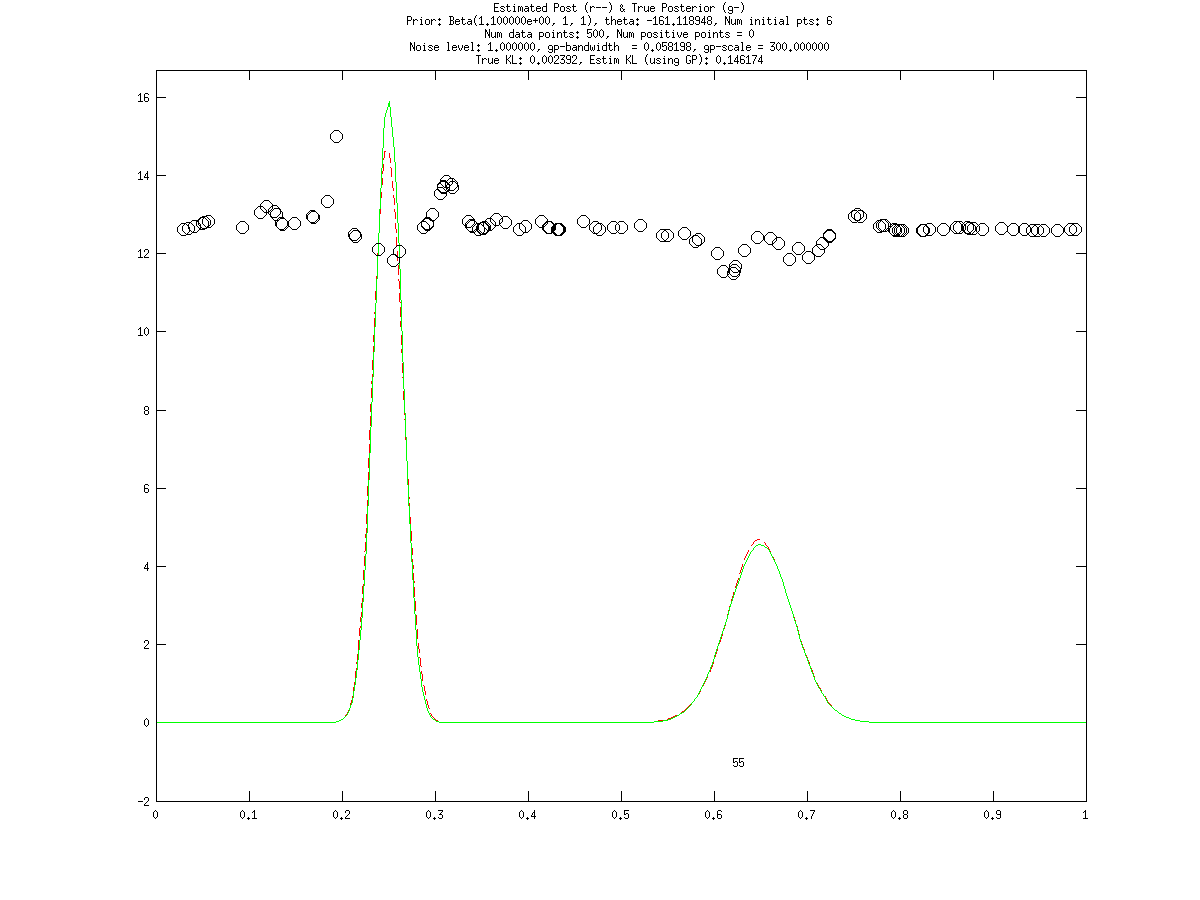 Estimated Post (r--) & True Posterior (g-)
Prior: Beta(1.100000e+00, 1, 1), theta: -161.118948, Num initial pts: 6
Num data points: 500, Num positive points = 0
Noise level: 1.000000, gp-bandwidth  = 0.058198, gp-scale = 300.000000
True KL: 0.002392, Estim KL (using GP): 0.146174
16
14
12
10
8
6
4
2
0
55
-2
0 0.1 0.2 0.3 0.4 0.5 0.6 0.7 0.8 0.9 1